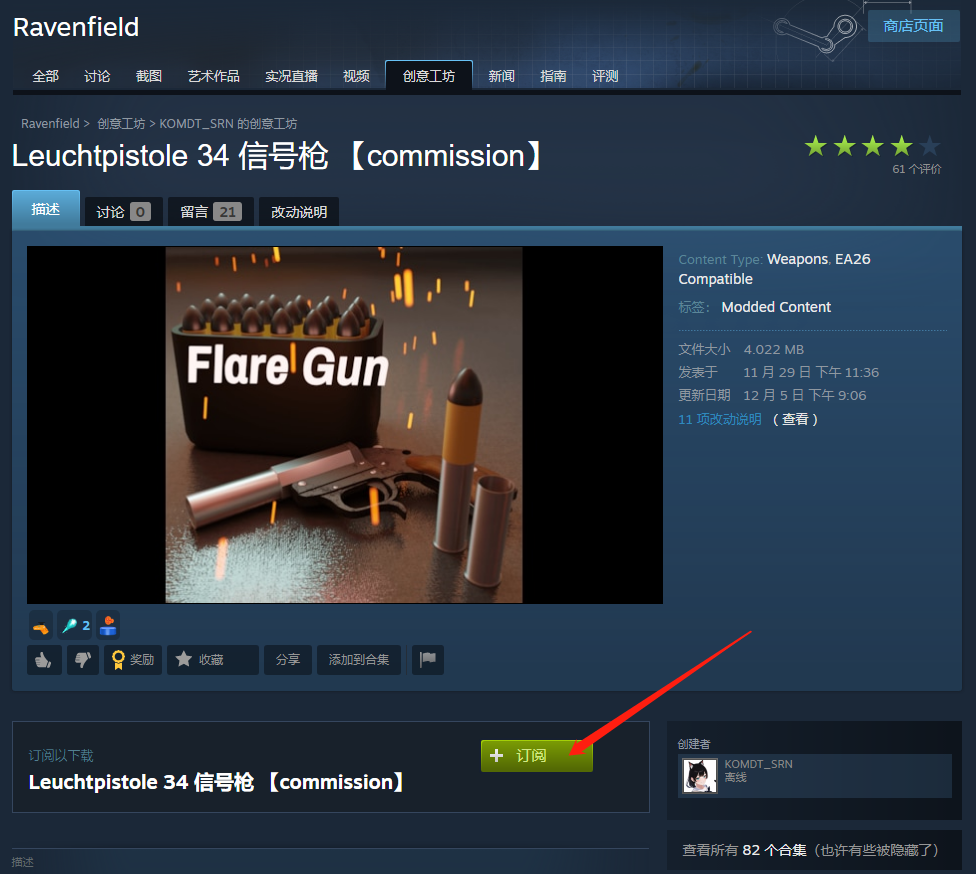 Ravenfield
商店页面
全部 讨论 截图 艺术作品 实况直播 视频 创意工坊 新闻 指南 评测
Ravenfield > 创意工坊 > KOMDT_SRN 的创意工坊
Leuchtpistole 34 信号枪 【commission】
61 个评价
描述 讨论 0 留言 21 改动说明
Flare Gun
Content Type: Weapons, EA26
Compatible
标签： Modded Content
文件大小 4.022 MB
发表于 11 月 29 日 下午 11:36
更新日期 12 月 5 日 下午 9:06
11 项改动说明 ( 查看 )
2
奖励 收藏 分享 添加到合集
订阅以下载
Leuchtpistole 34 信号枪 【commission】
订阅
创建者
KOMDT_SRN
离线
查看所有 82 个合集（也许有些被隐藏了）
描述